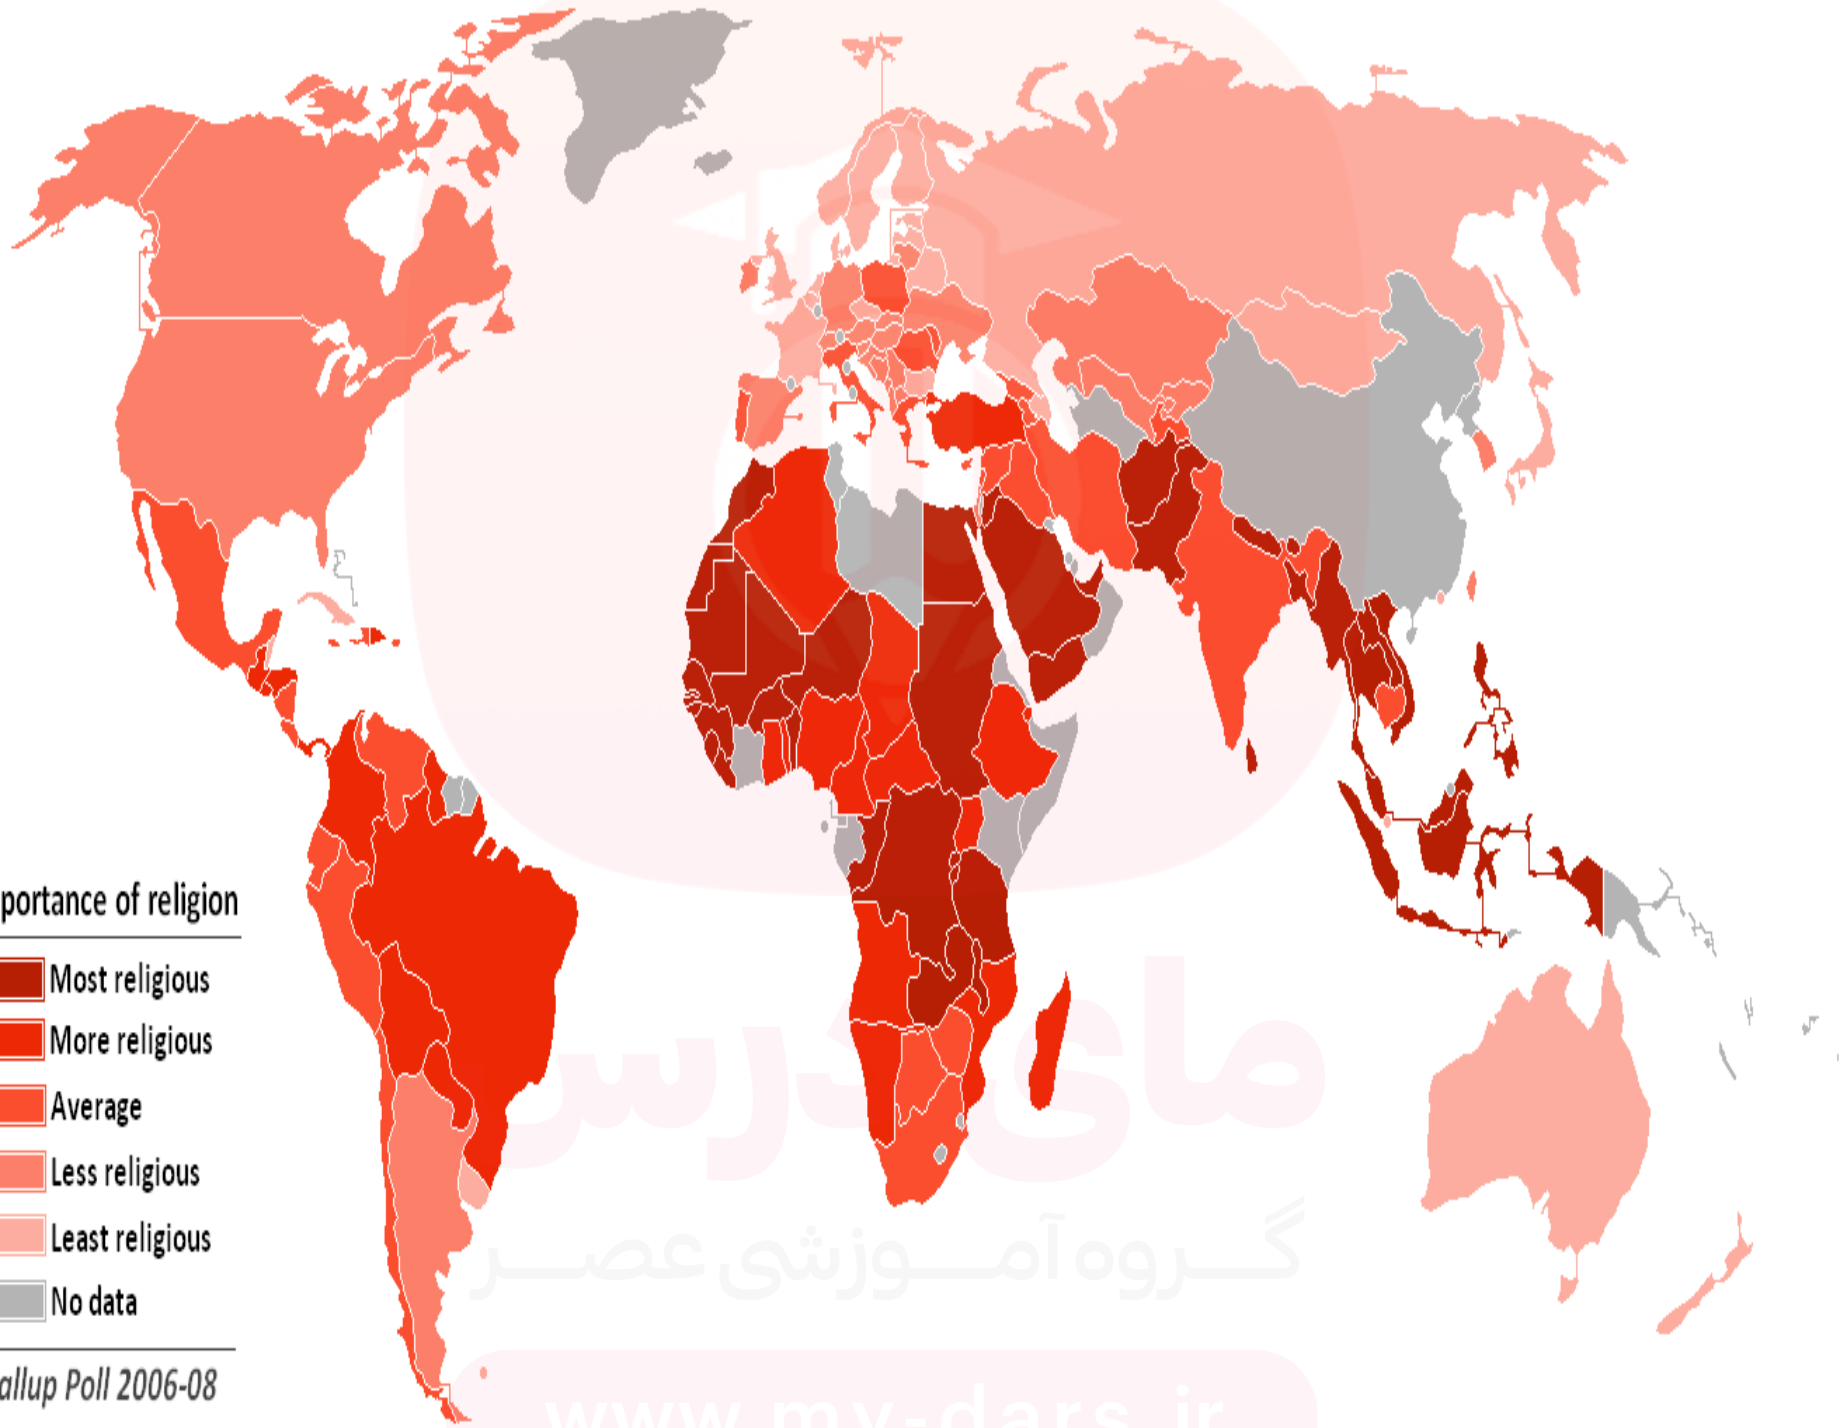 portance of religion
Most religious
More religious
Average
Less religious
Least religious
No data
allup Poll 2006-08
مای درس
گروه آموزشی عصر
www.my-dars.ir